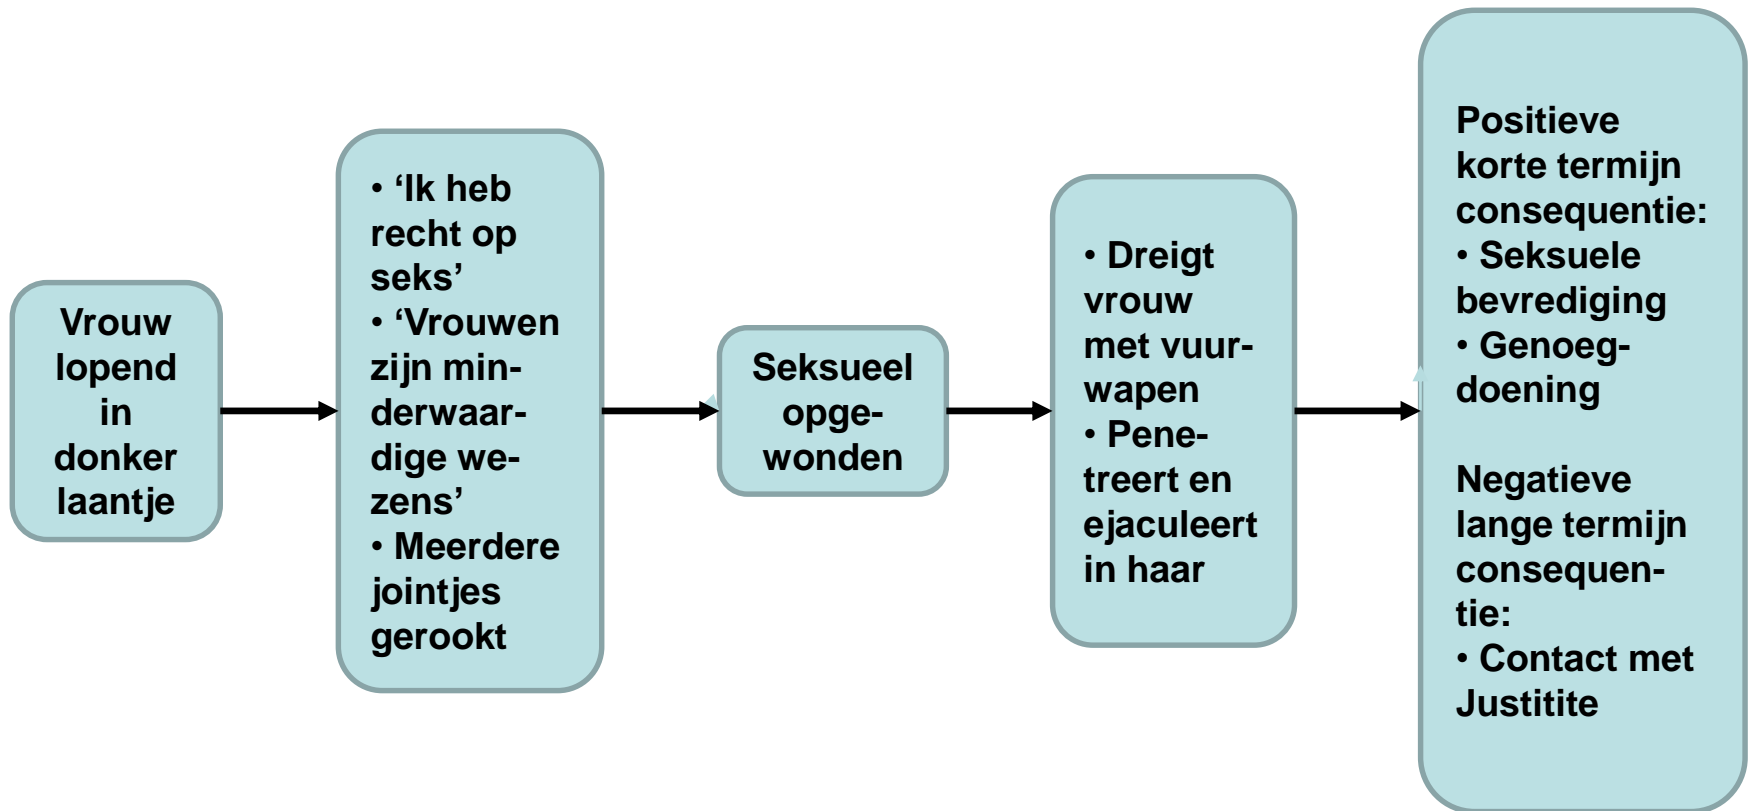 Vrouw
lopend
in
donker
laantje
• ‘Ik heb
recht op
seks’
• ‘Vrouwen
zijn min-
derwaar-
dige we-
zens’
• Meerdere
jointjes
gerookt
Seksueel
opge-
wonden
• Dreigt
vrouw
met vuur-
wapen
• Pene-
treert en
ejaculeert
in haar
Positieve
korte termijn
consequentie:
• Seksuele
bevrediging
• Genoeg-
doening
Negatieve
lange termijn
consequen-
tie:
• Contact met
Justitite